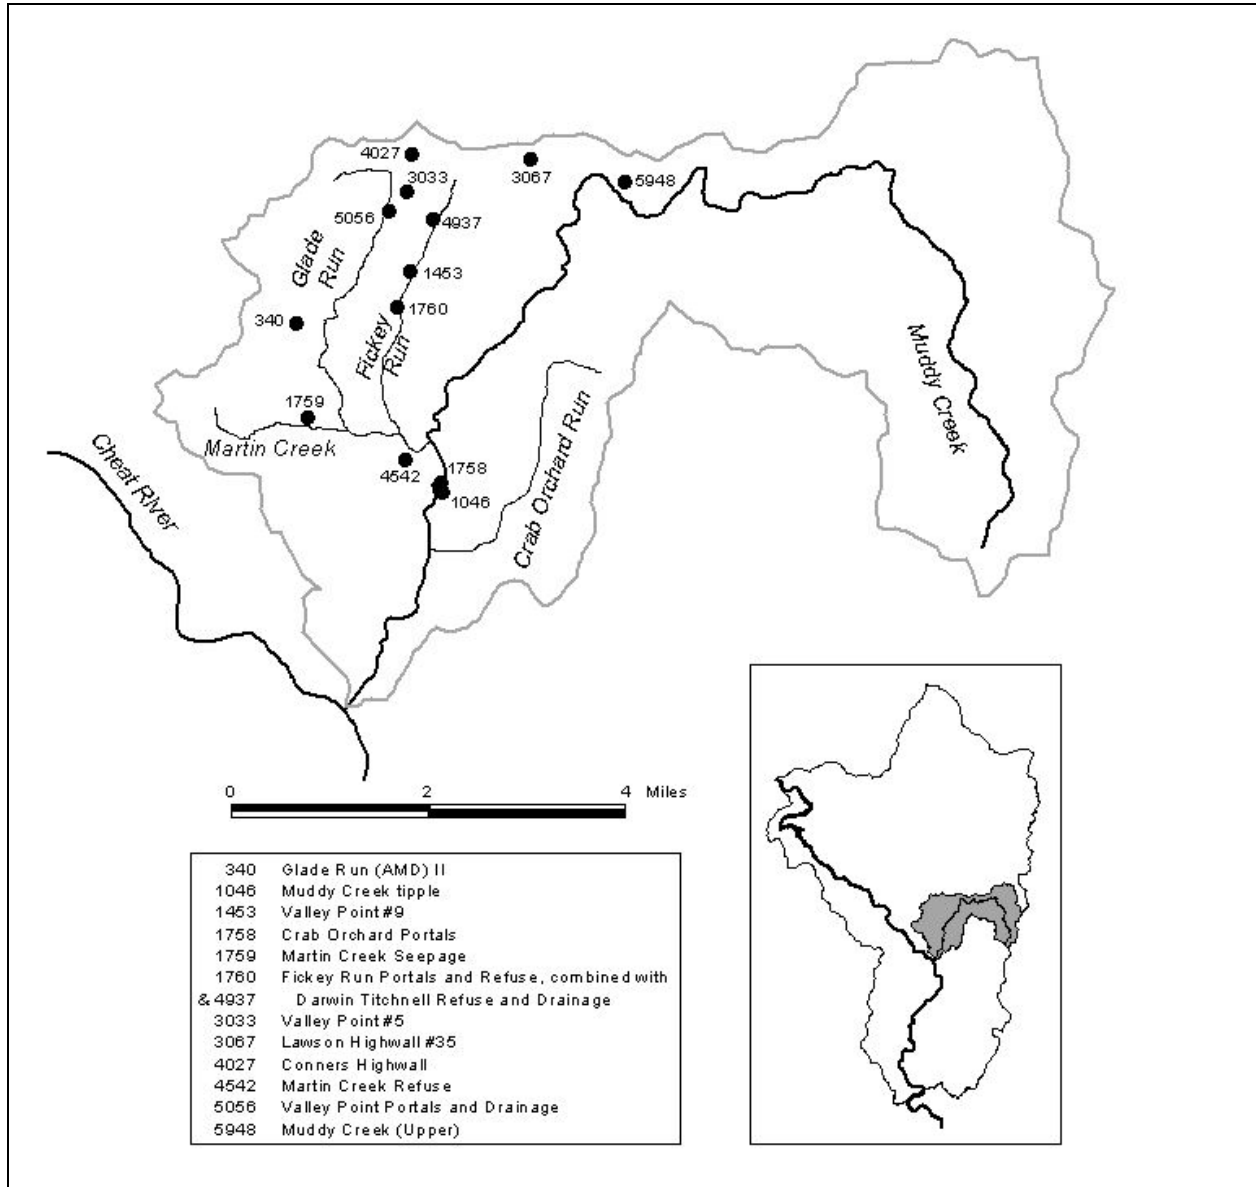 4027
3033
3067
5948
5056
4937
Glade
Run
1453
340
1760
Fickey
Run
Muddy Creek
1759
Martin Creek
Crab Orchard Run
Cheat River
4542
1758
1046
0 2 4 Miles
340 Glade Run (AMD) II
1046 Muddy Creek tipple
1453 Valley Point #9
1758 Crab Orchard Portals
1759 Martin Creek Seepage
1760 Fickey Run Portals and Refuse, combined with
& 4937 Darwin Titchnell Refuse and Drainage
3033 Valley Point #5
3067 Lawson Highwall #35
4027 Conners Highwall
4542 Martin Creek Refuse
5056 Valley Point Portals and Drainage
5948 Muddy Creek (Upper)